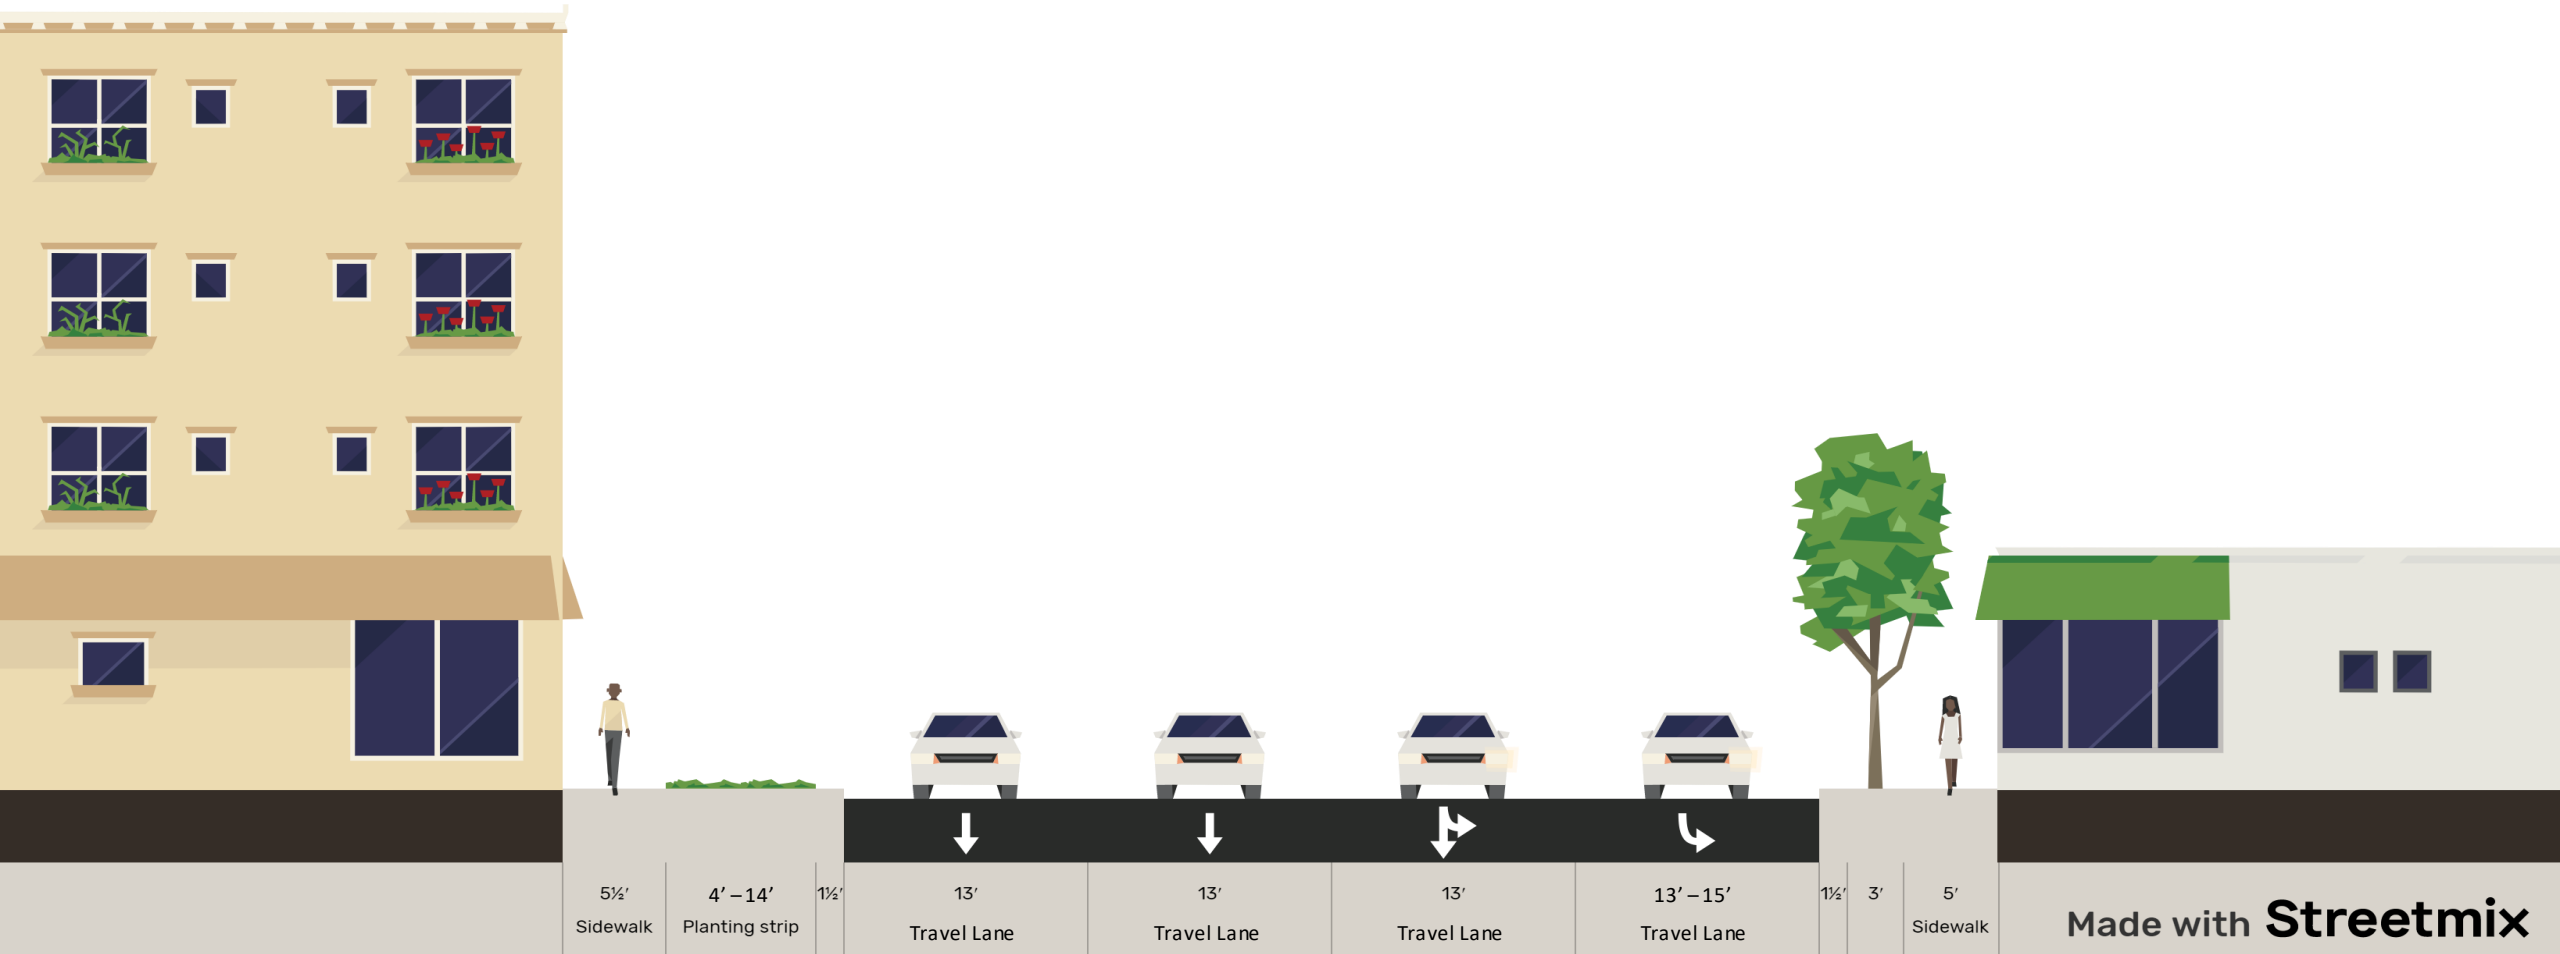 5½′
Sidewalk
4’ – 14’
Planting strip
1½′
13′
Travel Lane
13′
Travel Lane
13′
Travel Lane
13’ – 15’
Travel Lane
1½′
3′
5′
Sidewalk
Made with Streetmix